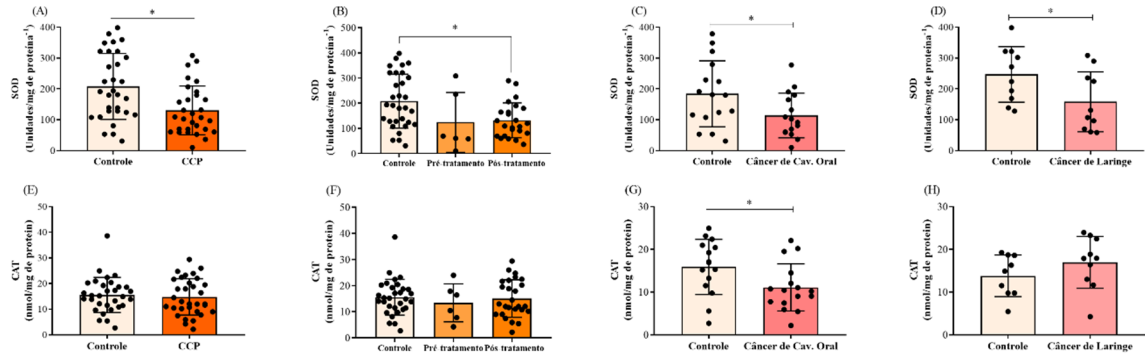 (A)
*
SOD
(Unidades/mg de proteína⁻¹)
400
300
200
100
0
Controle
CCP
(B)
*
SOD
(Unidades/mg de proteína⁻¹)
500
400
300
200
100
0
Controle
Pré-tratamento
Pós-tratamento
(C)
*
SOD
(Unidades/mg de proteína⁻¹)
400
300
200
100
0
Controle
Câncer de Cav. Oral
(D)
*
SOD
(Unidades/mg de proteína⁻¹)
400
300
200
100
0
Controle
Câncer de Laringe
(E)
CAT
(nmol/mg de protein)
50
40
30
20
10
0
Controle
CCP
(F)
CAT
(nmol/mg de protein)
50
40
30
20
10
0
Controle
Pré-tratamento
Pós-tratamento
(G)
*
CAT
(nmol/mg de protein)
30
20
10
0
Controle
Câncer de Cav. Oral
(H)
CAT
(nmol/mg de protein)
30
20
10
0
Controle
Câncer de Laringe